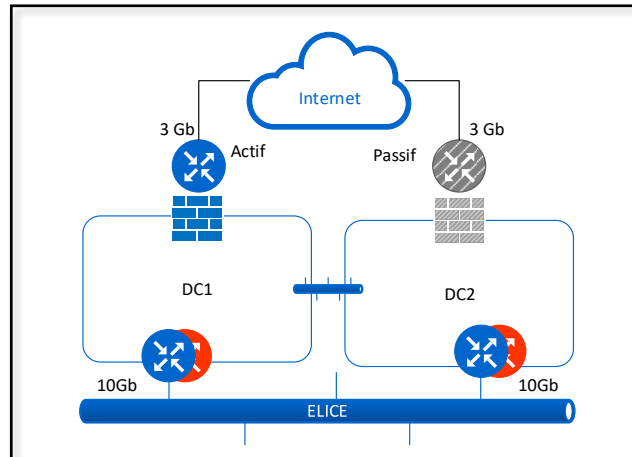 Internet
3 Gb
Actif
Passif
3 Gb
DC1
DC2
10Gb
10Gb
ELICE